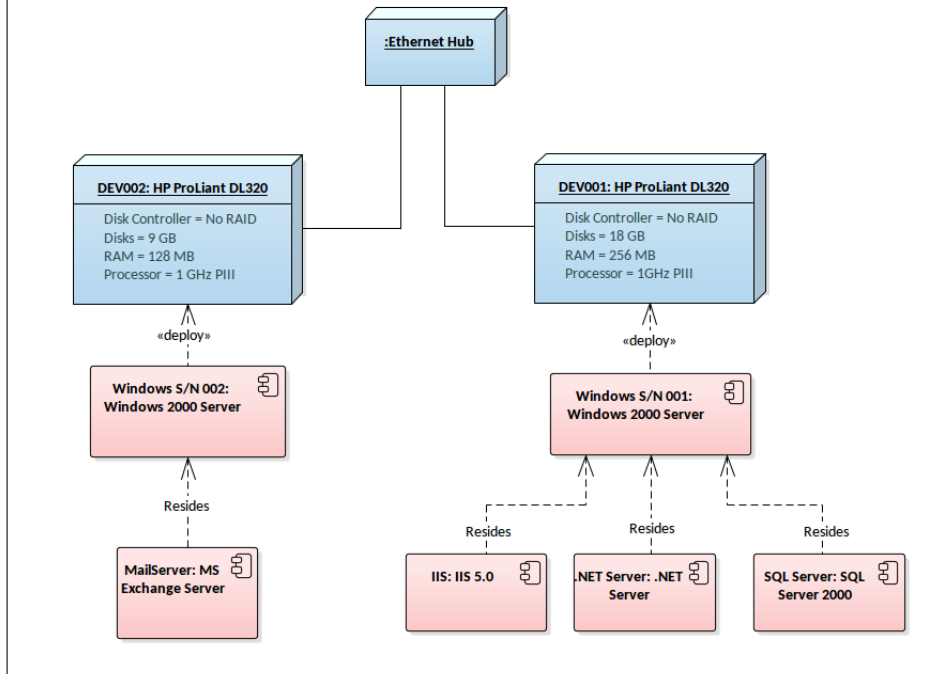 :Ethernet Hub
DEV002: HP ProLiant DL320
Disk Controller = No RAID
Disks = 9 GB
RAM = 128 MB
Processor = 1 GHz PIII
DEV001: HP ProLiant DL320
Disk Controller = No RAID
Disks = 18 GB
RAM = 256 MB
Processor = 1GHz PIII
«deploy»
«deploy»
Windows S/N 002:
Windows 2000 Server
Windows S/N 001:
Windows 2000 Server
Resides
Resides
Resides
Resides
MailServer: MS
Exchange Server
IIS: IIS 5.0
.NET Server: .NET
Server
SQL Server: SQL
Server 2000